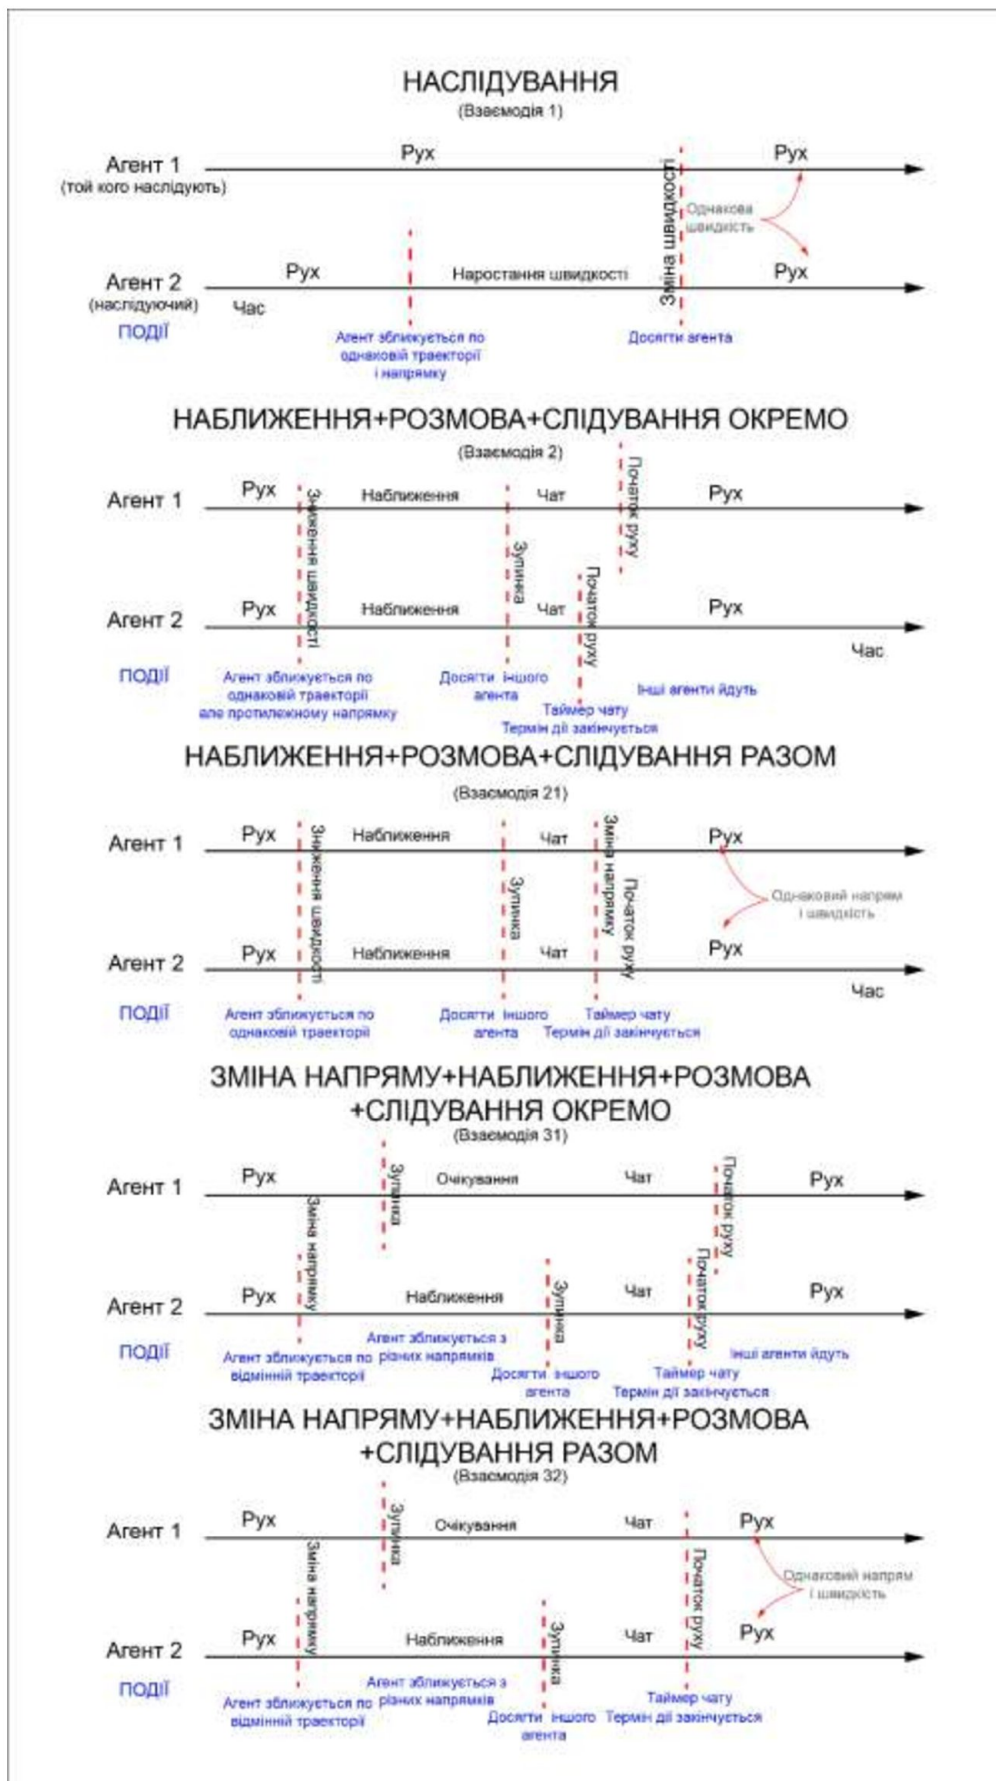 НАСЛІДУВАННЯ
(Взаємодія 1)
Рух
Рух
Агент 1
(той кого наслідують)
Зміна швидкості
Однакова
швидкість
Рух
Наростання швидкості
Рух
Агент 2
(наслідуючий)
Час
ПОДІЇ
Агент зближується по
однаковій траекторії
і напрямку
Досягти агента
НАБЛИЖЕННЯ+РОЗМОВА+СЛІДУВАННЯ ОКРЕМО
(Взаємодія 2)
Агент 1
Рух
Зниження швидкості
Наближення
Чат
Початок руху
Рух
Зупинка
Агент 2
Рух
Наближення
Чат
Початок руху
Рух
Час
ПОДІЇ
Агент зближується по
однаковій траекторії
але протилежному напрямку
Досягти іншого
агента
Таймер чату
Термін дії закінчується
Інші агенти йдуть
НАБЛИЖЕННЯ+РОЗМОВА+СЛІДУВАННЯ РАЗОМ
(Взаємодія 21)
Агент 1
Рух
Зниження швидкості
Наближення
Чат
Зміна напрямку
Початок руху
Рух
Зупинка
Однаковий напрям
і швидкість
Агент 2
Рух
Наближення
Чат
Рух
Час
ПОДІЇ
Агент зближується по
однаковій траекторії
Досягти іншого
агента
Таймер чату
Термін дії закінчується
ЗМІНА НАПРЯМУ+НАБЛИЖЕННЯ+РОЗМОВА
+СЛІДУВАННЯ ОКРЕМО
(Взаємодія 31)
Агент 1
Рух
Зупинка
Очікування
Чат
Початок руху
Рух
Зміна напрямку
Агент 2
Рух
Наближення
Зупинка
Чат
Початок руху
Рух
ПОДІЇ
Агент зближується по
відмінній траекторії
Агент зближується з
різних напрямків
Досягти іншого
агента
Таймер чату
Термін дії закінчується
Інші агенти йдуть
ЗМІНА НАПРЯМУ+НАБЛИЖЕННЯ+РОЗМОВА
+СЛІДУВАННЯ РАЗОМ
(Взаємодія 32)
Агент 1
Рух
Зупинка
Очікування
Чат
Рух
Зміна напрямку
Початок руху
Однаковий напрям
і швидкість
Агент 2
Рух
Наближення
Зупинка
Чат
Рух
ПОДІЇ
Агент зближується по
відмінній траекторії
Агент зближується з
різних напрямків
Досягти іншого
агента
Таймер чату
Термін дії закінчується